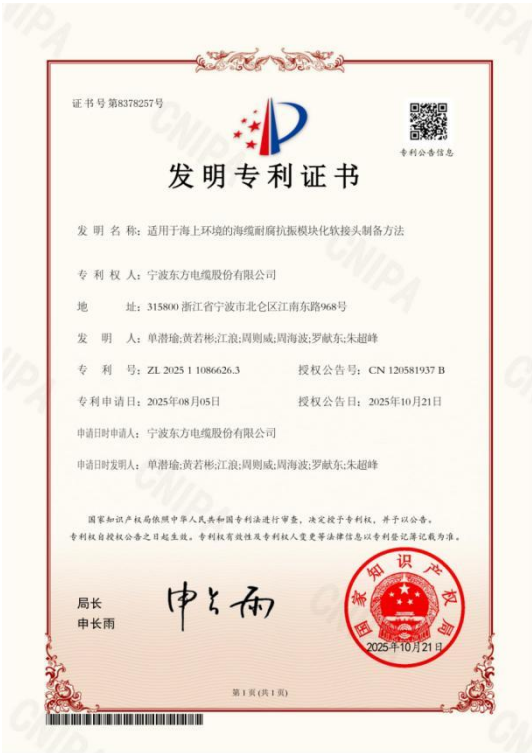 证书号第8378257号
专利公告信息
发明专利证书
发 明 名 称：适用于海上环境的海缆耐腐抗振模块化软接头制备方法
专 利 权 人：宁波东方电缆股份有限公司
地 址：315800 浙江省宁波市北仑区江南东路968号
发 明 人：单潜瑜;黄若彬;江浪;周则威;周海波;罗献东;朱超峰
专 利 号：ZL 2025 1 1086626.3 授权公告号：CN 120581937 B
专利申请日：2025年08月05日 授权公告日：2025年10月21日
申请日时申请人：宁波东方电缆股份有限公司
申请日时发明人：单潜瑜;黄若彬;江浪;周则威;周海波;罗献东;朱超峰
国家知识产权局依照中华人民共和国专利法进行审查，决定授予专利权，并予以公告。
专利权自授权公告之日起生效。专利权有效性及专利权人变更等法律信息以专利登记簿记载为准。
局长
申长雨
申长雨
国家知识产权局
2025年10月21日
第 1 页 (共 1 页)
CNIPA
CNIPA
CNIPA
CNIPA
CNIPA